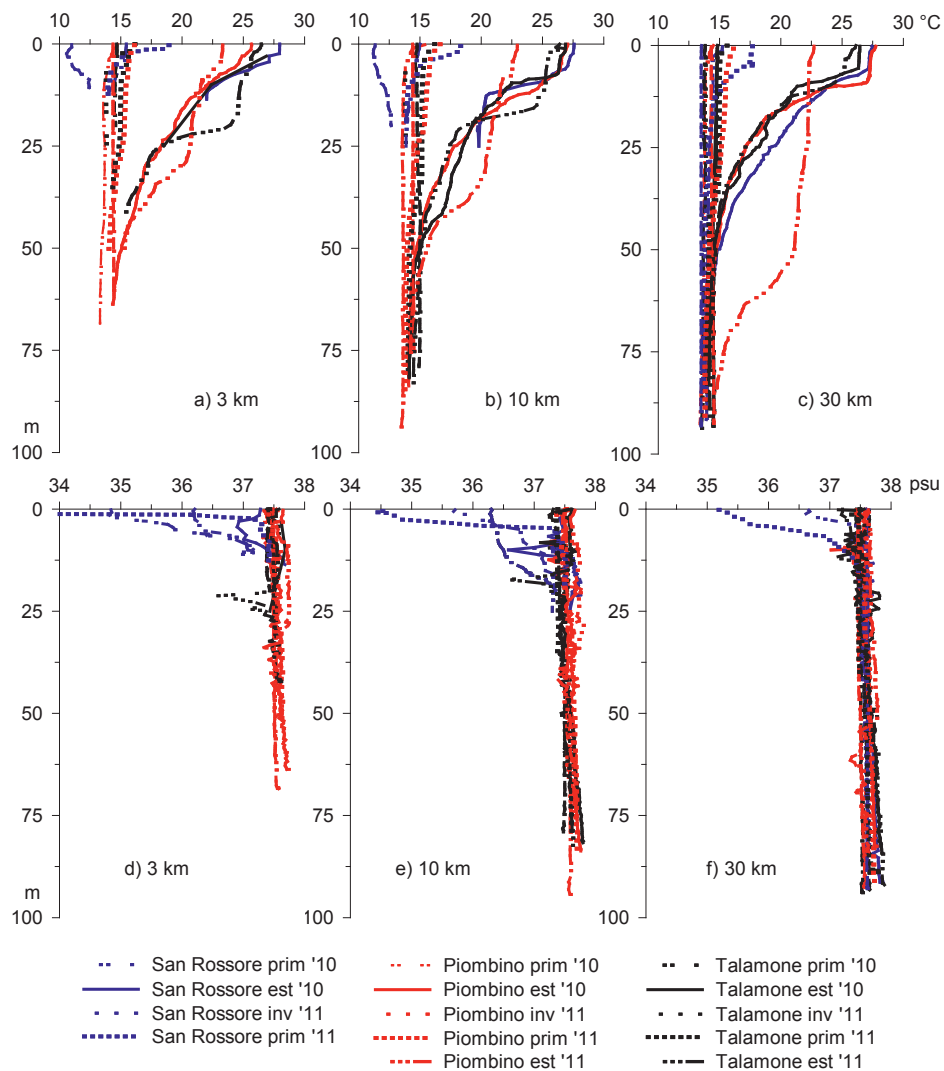 10 15 20 25 30 10 15 20 25 30 10 15 20 25 30 °C
0 0 0
25 25 25
50 50 50
75 75 75
a) 3 km b) 10 km c) 30 km
m
100 100 100
34 35 36 37 38 34 35 36 37 38 34 35 36 37 38 psu
0 0 0
25 25 25
50 50 50
75 75 75
d) 3 km e) 10 km f) 30 km
m
100 100 100
San Rossore prim '10 Piombino prim '10 Talamone prim '10
San Rossore est '10 Piombino est '10 Talamone est '10
San Rossore inv '11 Piombino inv '11 Talamone inv '11
San Rossore prim '11 Piombino prim '11 Talamone prim '11
Piombino est '11 Talamone est '11